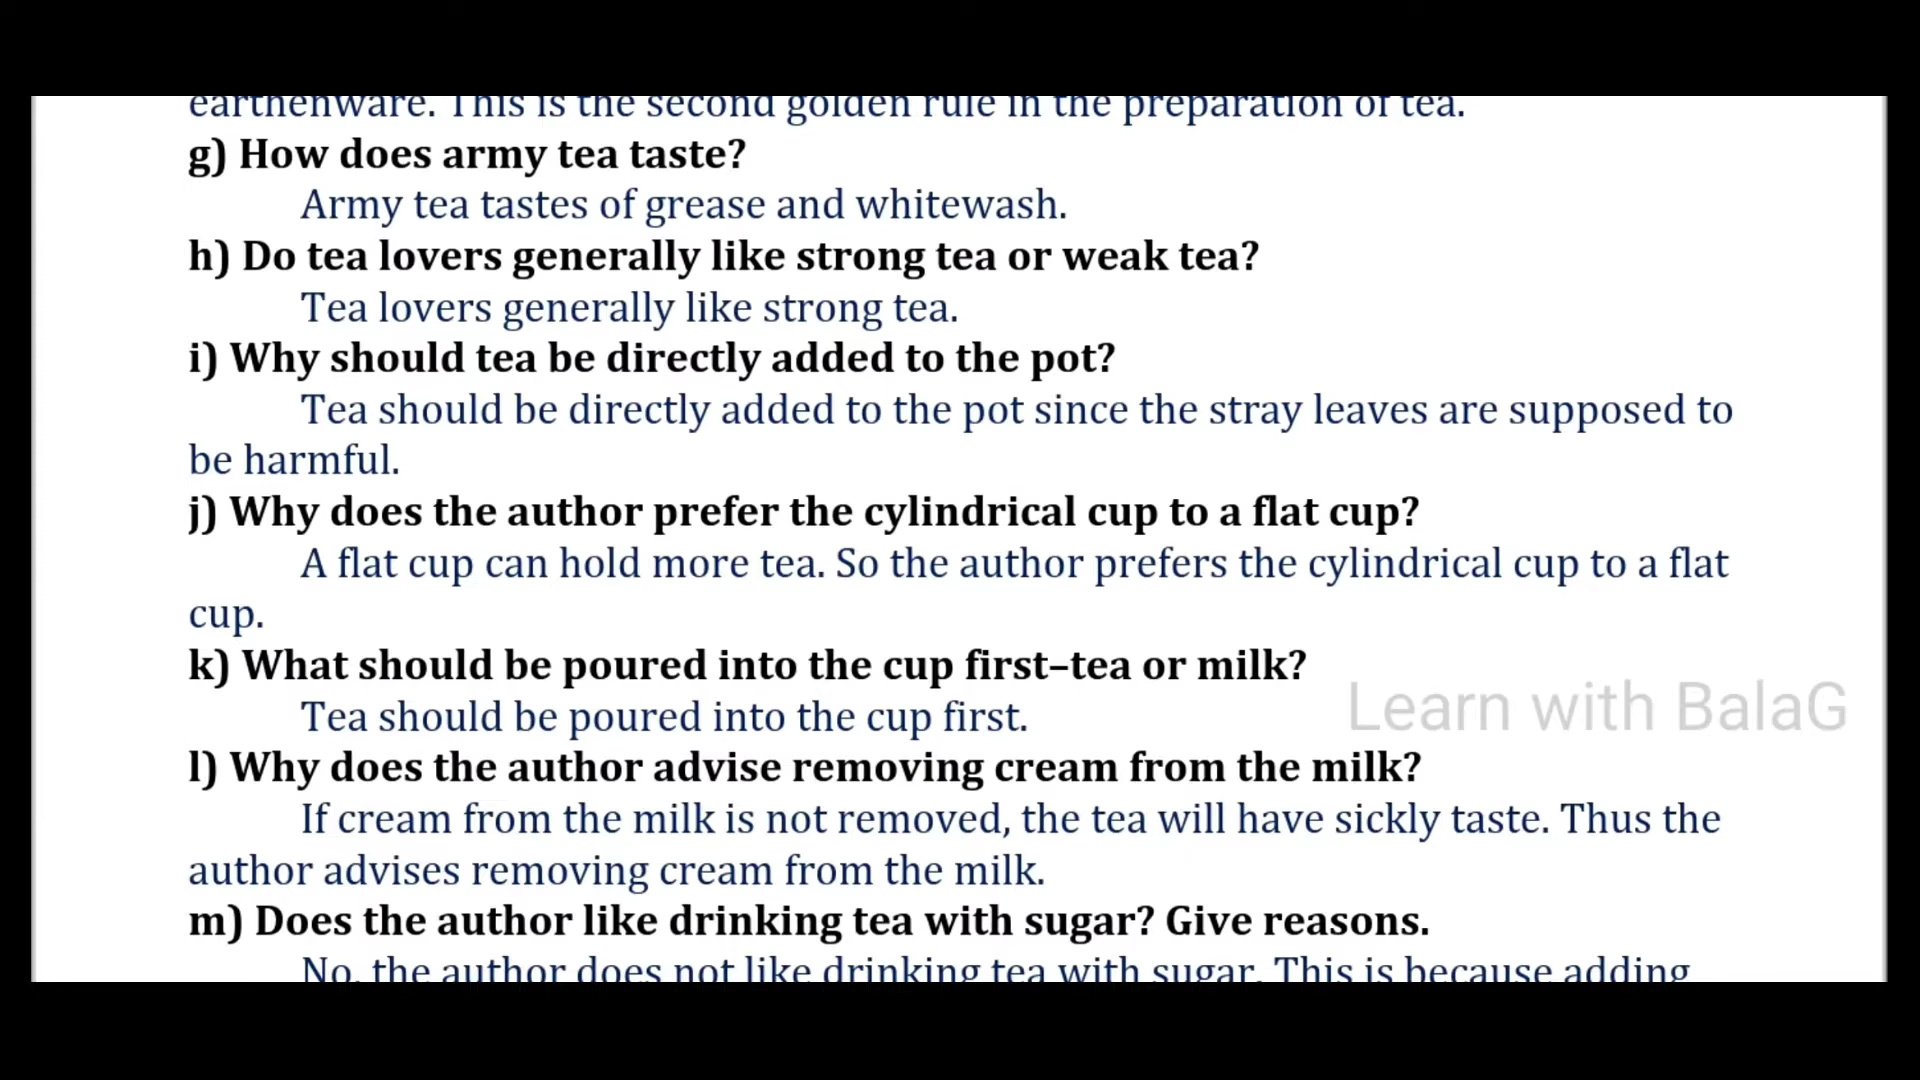 earthenware. This is the second golden rule in the preparation of tea.
g) How does army tea taste?
Army tea tastes of grease and whitewash.
h) Do tea lovers generally like strong tea or weak tea?
Tea lovers generally like strong tea.
i) Why should tea be directly added to the pot?
Tea should be directly added to the pot since the stray leaves are supposed to
be harmful.
j) Why does the author prefer the cylindrical cup to a flat cup?
A flat cup can hold more tea. So the author prefers the cylindrical cup to a flat
cup.
k) What should be poured into the cup first–tea or milk?
Tea should be poured into the cup first.
Learn with BalaG
l) Why does the author advise removing cream from the milk?
If cream from the milk is not removed, the tea will have sickly taste. Thus the
author advises removing cream from the milk.
m) Does the author like drinking tea with sugar? Give reasons.
No, the author does not like drinking tea with sugar. This is because adding